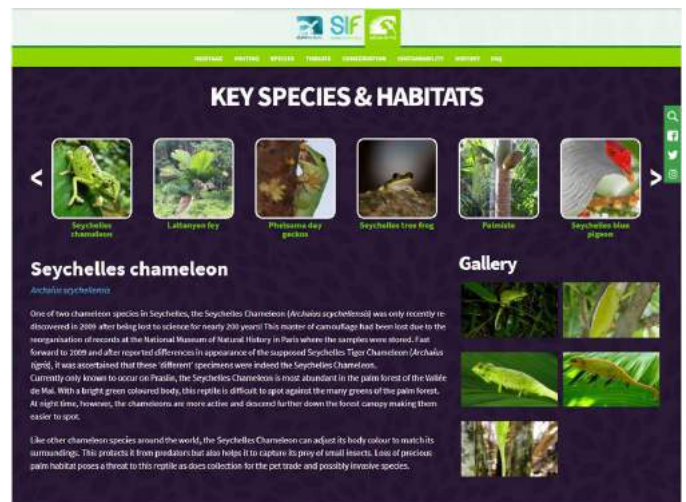 SIF
HERITAGE VISITING SPECIES THREATS CONSERVATION SUSTAINABILITY HISTORY FAQ
KEY SPECIES & HABITATS
< >
Seychelles chameleon
Lattanyen fey
Phelsuma day geckos
Seychelles tree frog
Palmiste
Seychelles blue pigeon
Seychelles chameleon
Archaius seychellensis
One of two chameleon species in Seychelles, the Seychelles Chameleon (Archaius seychellensis) was only recently re-
discovered in 2009 after being lost to science for nearly 200 years! This master of camouflage had been lost due to the
reorganisation of records at the National Museum of Natural History in Paris where the samples were stored. Fast
forward to 2009 and after reported differences in appearance of the supposed Seychelles Tiger Chameleon (Archaius
tigris), it was ascertained that these 'different' specimens were indeed the Seychelles Chameleon.
Currently only known to occur on Praslin, the Seychelles Chameleon is most abundant in the palm forest of the Vallée
de Mai. With a bright green coloured body, this reptile is difficult to spot against the many greens of the palm forest.
At night time, however, the chameleons are more active and descend further down the forest canopy making them
easier to spot.
Like other chameleon species around the world, the Seychelles Chameleon can adjust its body colour to match its
surroundings. This protects it from predators but also helps it to capture its prey of small insects. Loss of precious
palm habitat poses a threat to this reptile as does collection for the pet trade and possibly invasive species.
Gallery